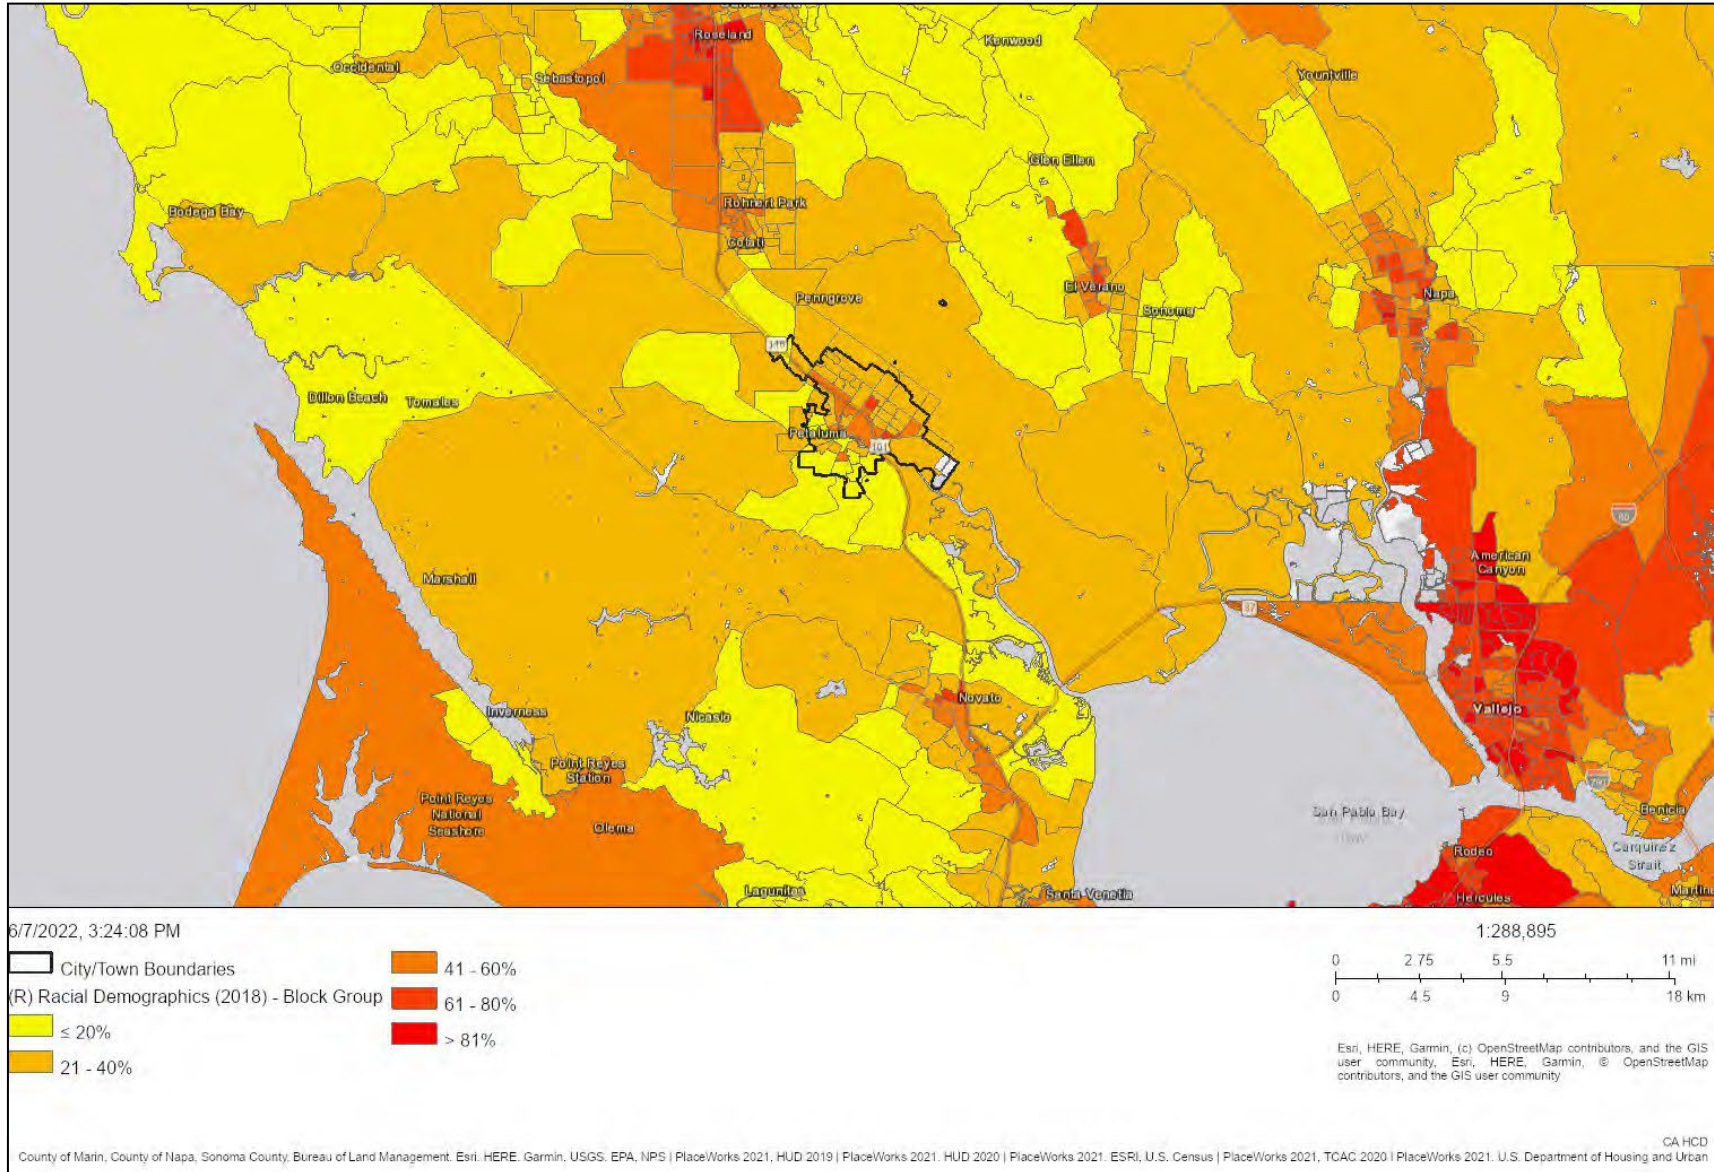 Roseland
Kenwood
Occidental
Sebastopol
Yountville
Glen Ellen
Bodega Bay
Rohnert Park
Cotati
El Verano
Napa
Penngrove
Sonoma
116
Dillon Beach
Tomales
Petaluma
101
80
Marshall
American
Canyon
37
Inverness
Nicasio
Novato
Vallejo
Point Reyes
Station
780
Point Reyes
National
Seashore
Olema
San Pablo Bay
Benicia
Carquinez
Strait
Rodeo
Lagunitas
Santa Venetia
Hercules
Martine
6/7/2022, 3:24:08 PM
City/Town Boundaries
(R) Racial Demographics (2018) - Block Group
≤ 20%
21 - 40%
41 - 60%
61 - 80%
> 81%
1:288,895
0 2.75 5.5 11 mi
0 4.5 9 18 km
Esri, HERE, Garmin, (c) OpenStreetMap contributors, and the GIS
user community, Esri, HERE, Garmin, © OpenStreetMap
contributors, and the GIS user community
CA HCD
County of Marin, County of Napa, Sonoma County, Bureau of Land Management, Esri, HERE, Garmin, USGS, EPA, NPS | PlaceWorks 2021, HUD 2019 | PlaceWorks 2021, HUD 2020 | PlaceWorks 2021, ESRI, U.S. Census | PlaceWorks 2021, TCAC 2020 | PlaceWorks 2021, U.S. Department of Housing and Urban